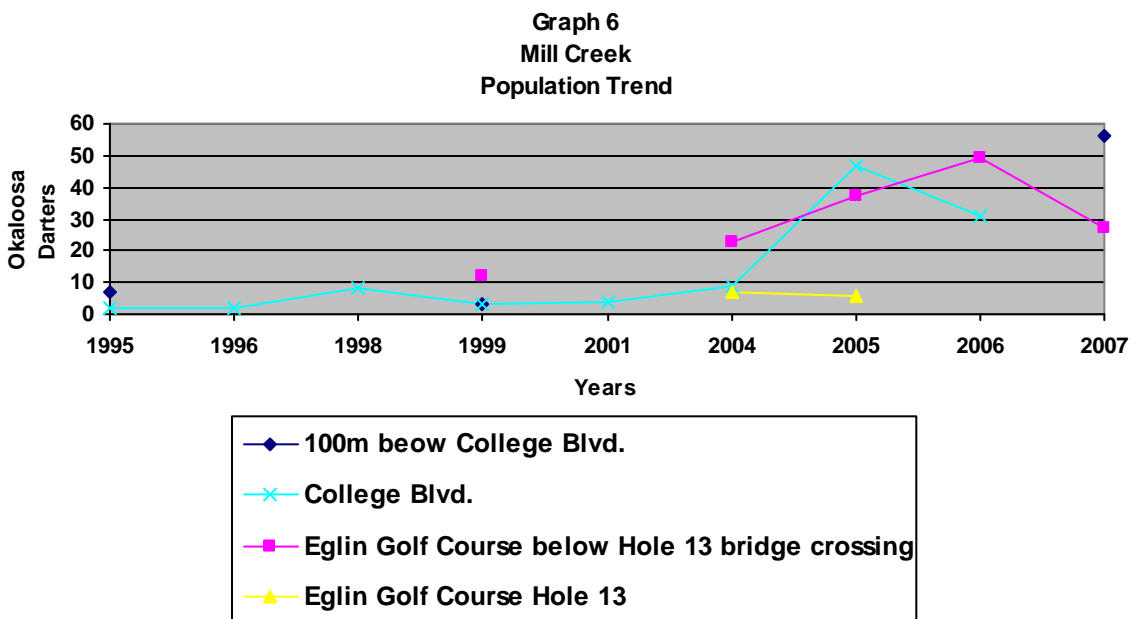 Graph 6
Mill Creek
Population Trend
Okaloosa
Darters
60
50
40
30
20
10
0
1995 1996 1998 1999 2001 2004 2005 2006 2007
Years
100m beow College Blvd.
College Blvd.
Eglin Golf Course below Hole 13 bridge crossing
Eglin Golf Course Hole 13